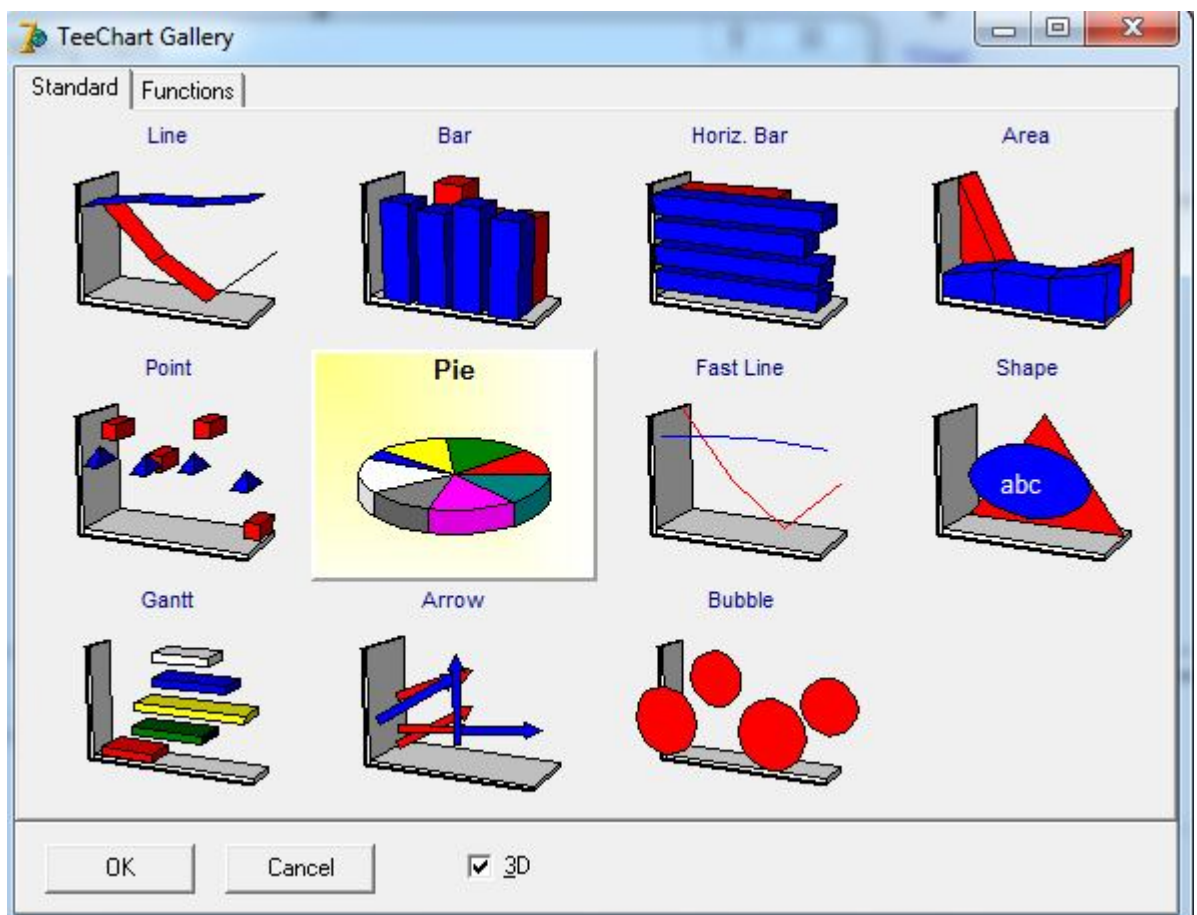 TeeChart Gallery
Standard Functions
Line Bar Horiz. Bar Area
Point Pie Fast Line Shape
abc
Gantt Arrow Bubble
OK Cancel 3D